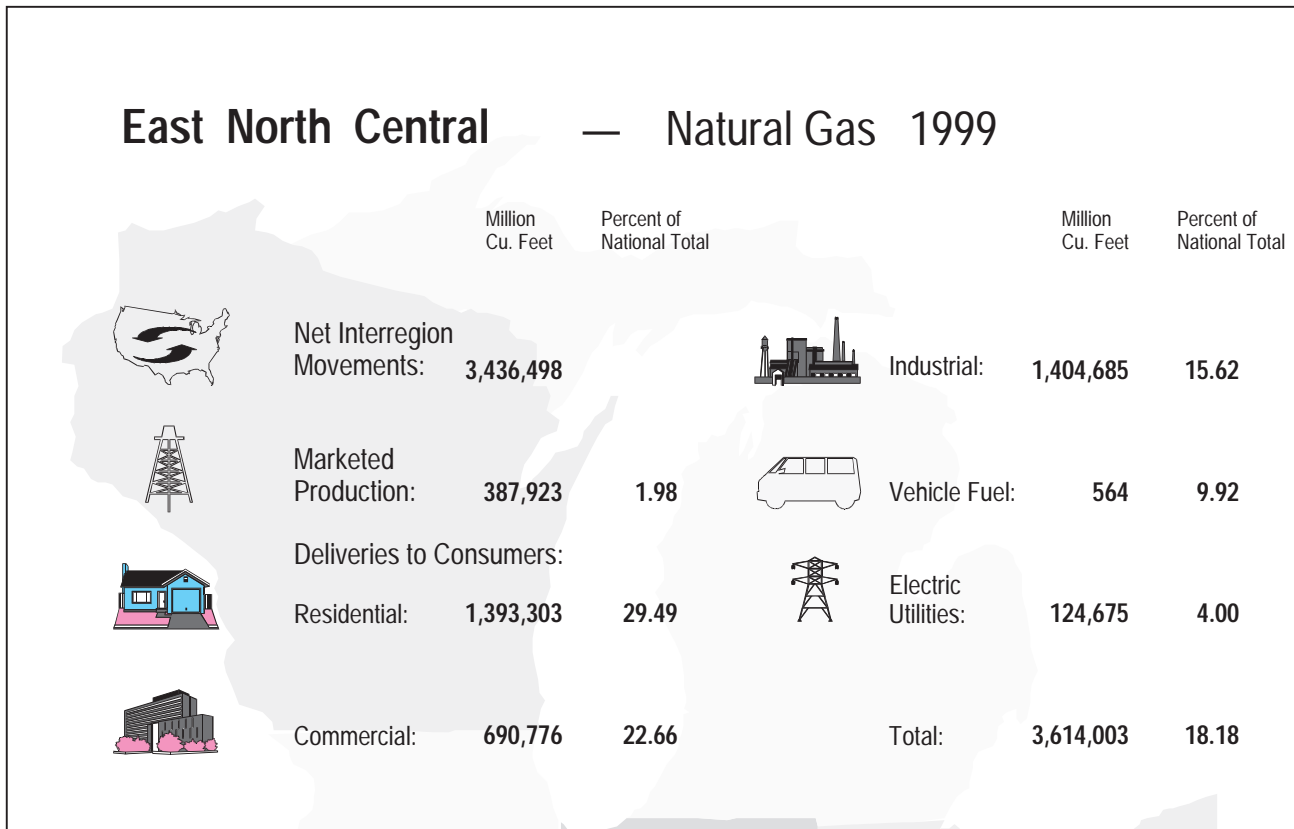 East North Central — Natural Gas 1999
Million Percent of
Cu. Feet National Total
Net Interregion
Movements: 3,436,498
Marketed
Production: 387,923 1.98
Deliveries to Consumers:
Residential: 1,393,303 29.49
Commercial: 690,776 22.66
Million Percent of
Cu. Feet National Total
Industrial: 1,404,685 15.62
Vehicle Fuel: 564 9.92
Electric
Utilities: 124,675 4.00
Total: 3,614,003 18.18